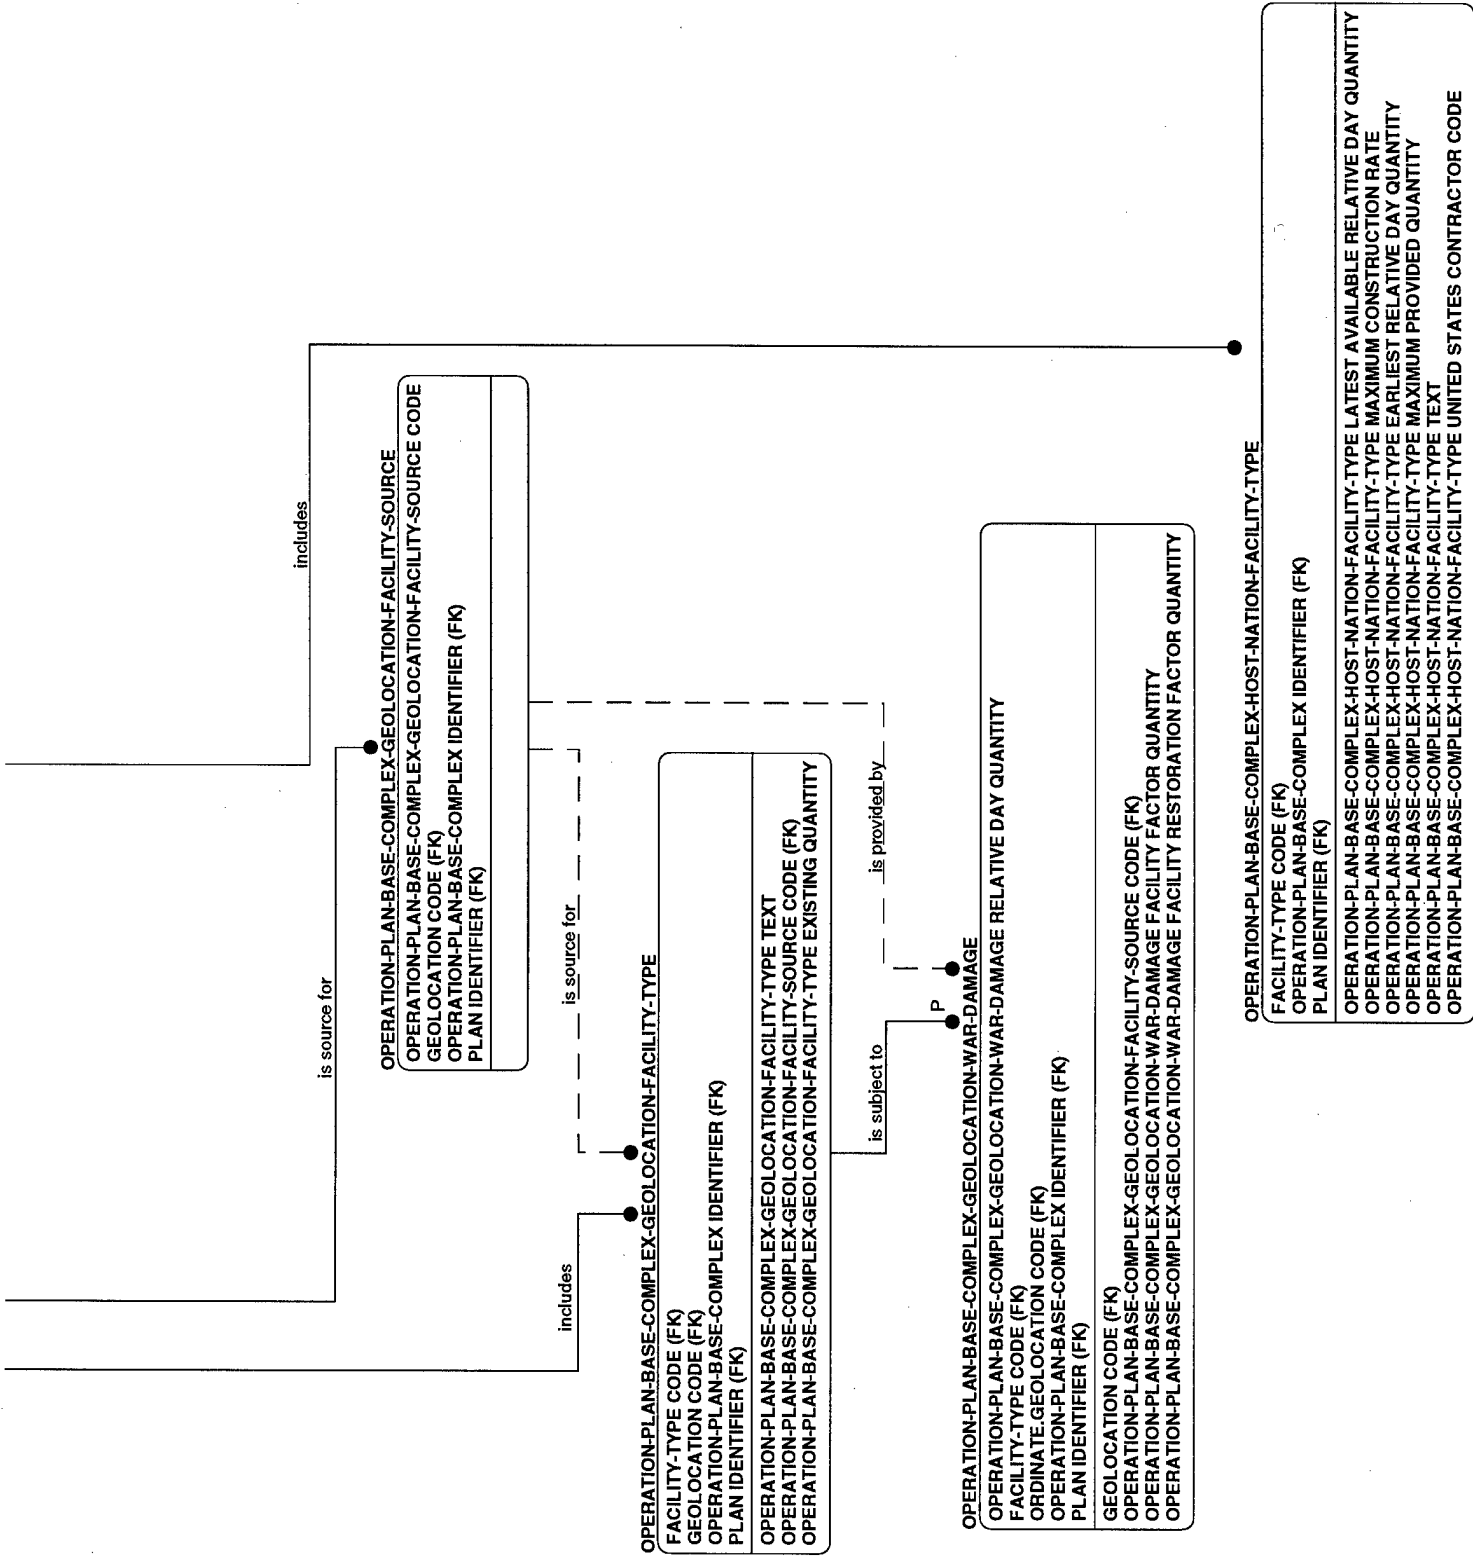 includes
is source for
OPERATION-PLAN-BASE-COMPLEX-GEOLOCATION-FACILITY-SOURCE
OPERATION-PLAN-BASE-COMPLEX-GEOLOCATION-FACILITY-SOURCE CODE
GEOLOCATION CODE (FK)
OPERATION-PLAN-BASE-COMPLEX IDENTIFIER (FK)
PLAN IDENTIFIER (FK)
includes
is source for
OPERATION-PLAN-BASE-COMPLEX-GEOLOCATION-FACILITY-TYPE
FACILITY-TYPE CODE (FK)
GEOLOCATION CODE (FK)
OPERATION-PLAN-BASE-COMPLEX IDENTIFIER (FK)
PLAN IDENTIFIER (FK)
OPERATION-PLAN-BASE-COMPLEX-GEOLOCATION-FACILITY-TYPE TEXT
OPERATION-PLAN-BASE-COMPLEX-GEOLOCATION-FACILITY-SOURCE CODE (FK)
OPERATION-PLAN-BASE-COMPLEX-GEOLOCATION-FACILITY-TYPE EXISTING QUANTITY
is subject to
is provided by
P
OPERATION-PLAN-BASE-COMPLEX-GEOLOCATION-WAR-DAMAGE
OPERATION-PLAN-BASE-COMPLEX-GEOLOCATION-WAR-DAMAGE RELATIVE DAY QUANTITY
FACILITY-TYPE CODE (FK)
ORDINATE.GEOLOCATION CODE (FK)
OPERATION-PLAN-BASE-COMPLEX IDENTIFIER (FK)
PLAN IDENTIFIER (FK)
GEOLOCATION CODE (FK)
OPERATION-PLAN-BASE-COMPLEX-GEOLOCATION-FACILITY-SOURCE CODE (FK)
OPERATION-PLAN-BASE-COMPLEX-GEOLOCATION-WAR-DAMAGE FACILITY FACTOR QUANTITY
OPERATION-PLAN-BASE-COMPLEX-GEOLOCATION-WAR-DAMAGE FACILITY RESTORATION FACTOR QUANTITY
OPERATION-PLAN-BASE-COMPLEX-HOST-NATION-FACILITY-TYPE
FACILITY-TYPE CODE (FK)
OPERATION-PLAN-BASE-COMPLEX IDENTIFIER (FK)
PLAN IDENTIFIER (FK)
OPERATION-PLAN-BASE-COMPLEX-HOST-NATION-FACILITY-TYPE LATEST AVAILABLE RELATIVE DAY QUANTITY
OPERATION-PLAN-BASE-COMPLEX-HOST-NATION-FACILITY-TYPE MAXIMUM CONSTRUCTION RATE
OPERATION-PLAN-BASE-COMPLEX-HOST-NATION-FACILITY-TYPE EARLIEST RELATIVE DAY QUANTITY
OPERATION-PLAN-BASE-COMPLEX-HOST-NATION-FACILITY-TYPE MAXIMUM PROVIDED QUANTITY
OPERATION-PLAN-BASE-COMPLEX-HOST-NATION-FACILITY-TYPE TEXT
OPERATION-PLAN-BASE-COMPLEX-HOST-NATION-FACILITY-TYPE UNITED STATES CONTRACTOR CODE